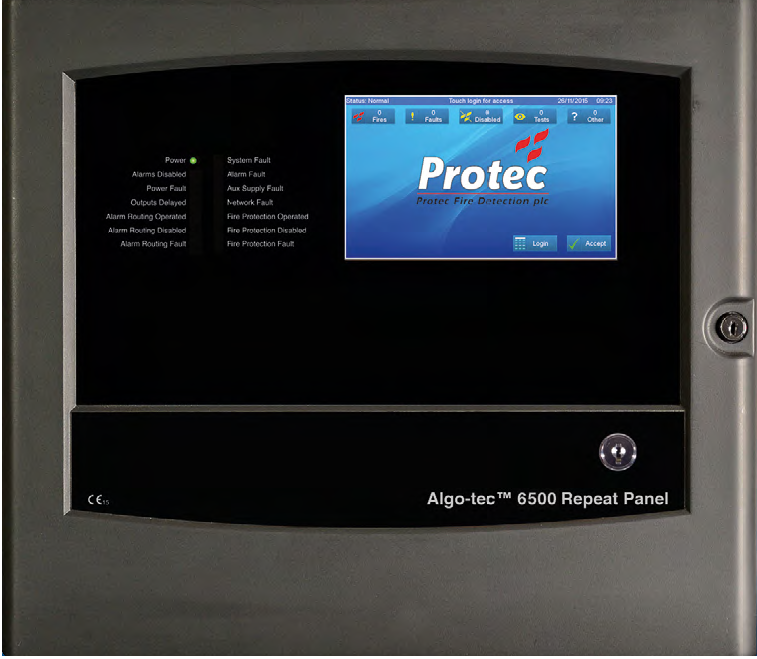 Status: Normal Touch login for access 26/11/2015 09:23
0 Fires
0 Faults
Disabled
0 Tests
0 Other
Protec
Protec Fire Detection plc
Login
Accept
Power
Alarms Disabled
Power Fault
Outputs Delayed
Alarm Routing Operated
Alarm Routing Disabled
Alarm Routing Fault
System Fault
Alarm Fault
Aux Supply Fault
Network Fault
Fire Protection Operated
Fire Protection Disabled
Fire Protection Fault
CE 15
Algo-tec™ 6500 Repeat Panel